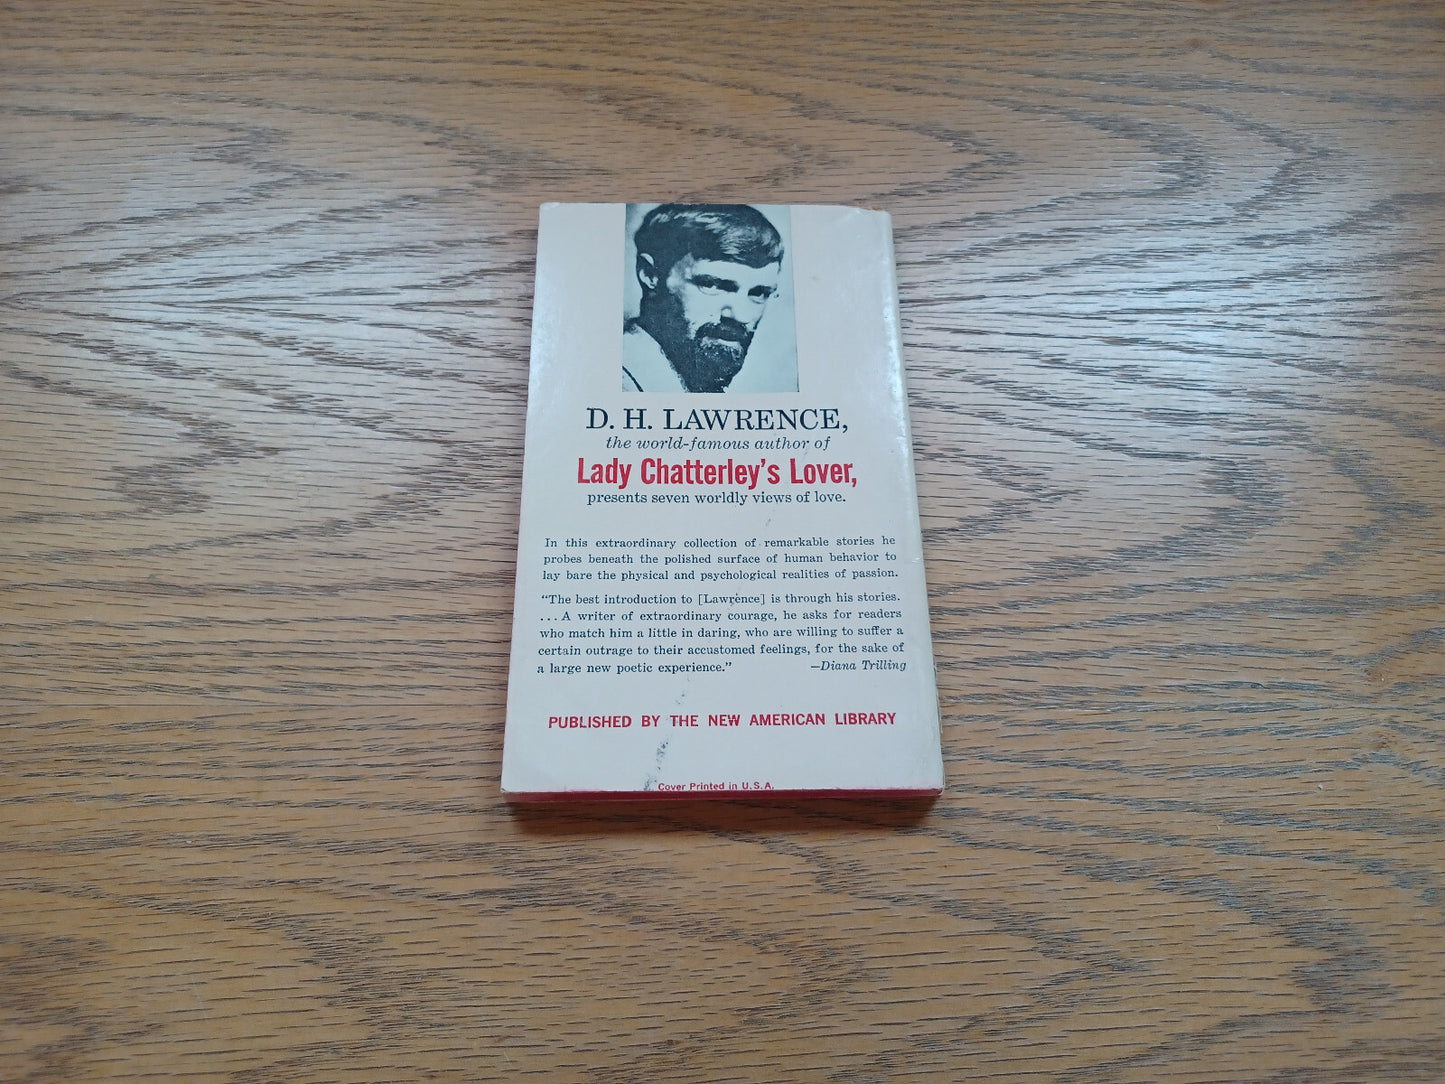 D. H. LAWRENCE,
the world-famous author of
Lady Chatterley's Lover,
presents seven worldly views of love.
In this extraordinary collection of remarkable stories he
probes beneath the polished surface of human behavior to
lay bare the physical and psychological realities of passion.
"The best introduction to [Lawrence] is through his stories.
. . . A writer of extraordinary courage, he asks for readers
who match him a little in daring, who are willing to suffer a
certain outrage to their accustomed feelings, for the sake of
a large new poetic experience." —Diana Trilling
PUBLISHED BY THE NEW AMERICAN LIBRARY
Cover Printed in U.S.A.